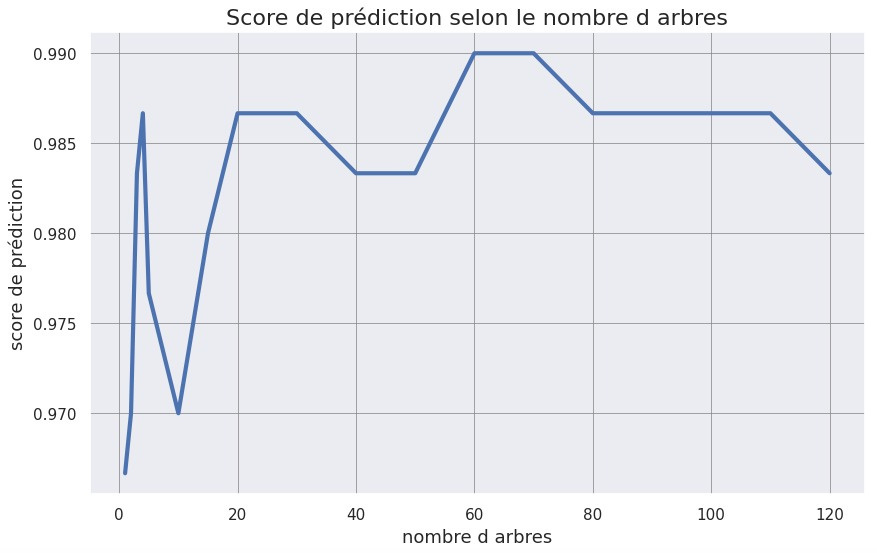 Score de prédiction selon le nombre d arbres
0.990
0.985
0.980
0.975
0.970
score de prédiction
0 20 40 60 80 100 120
nombre d arbres